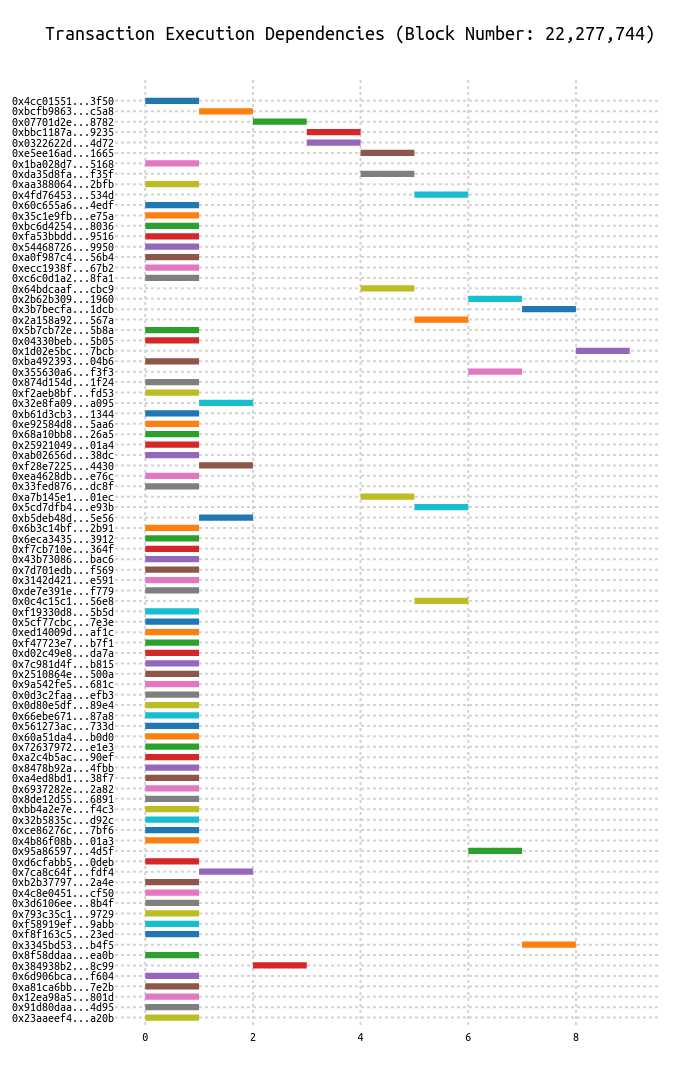 Transaction Execution Dependencies (Block Number: 22,277,744)
0x4cc01551...3f50
0xbcfb9863...c5a8
0x07701d2e...8782
0xbbc1187a...9235
0x0322622d...4d72
0xe5ee16ad...1665
0x1ba028d7...5168
0xda35d8fa...f35f
0xaa388064...2bfb
0x4fd76453...534d
0x60c655a6...4edf
0x35c1e9fb...e75a
0xbc6d4254...8036
0xfa53bbdd...9516
0x54468726...9950
0xa0f987c4...56b4
0xecc1938f...67b2
0xc6c0d1a2...8fa1
0x64bdcaaf...cbc9
0x2b62b309...1960
0x3b7becfa...1dcb
0x2a158a92...567a
0x5b7cb72e...5b8a
0x04330beb...5b05
0x1d02e5bc...7bcb
0xba492393...04b6
0x355630a6...f3f3
0x874d154d...1f24
0xf2aeb8bf...fd53
0x32e8fa09...a095
0xb61d3cb3...1344
0xe92584d8...5aa6
0x68a10bb8...26a5
0x25921049...01a4
0xab02656d...38dc
0xf28e7225...4430
0xea4628db...e76c
0x33fed876...dc8f
0xa7b145e1...01ec
0x5cd7dfb4...e93b
0xb5deb48d...5e56
0x6b3c14bf...2b91
0x6eca3435...3912
0xf7cb710e...364f
0x43b73086...bac6
0x7d701edb...f569
0x3142d421...e591
0xde7e391e...f779
0x0c4c15c1...56e8
0xf19330d8...5b5d
0x5cf77cbc...7e3e
0xed14009d...af1c
0xf47723e7...b7f1
0xd02c49e8...da7a
0x7c981d4f...b815
0x2510864e...500a
0x9a542fe5...681c
0x0d3c2faa...efb3
0x0d80e5df...89e4
0x66ebe671...87a8
0x561273ac...733d
0x60a51da4...b0d0
0x72637972...e1e3
0xa2c4b5ac...90ef
0x8478b92a...4fbb
0xa4ed8bd1...38f7
0x6937282e...2a82
0x8de12d55...6891
0xbb4a2e7e...f4c3
0x32b5835c...d92c
0xce86276c...7bf6
0x4b86f08b...01a3
0x95a86597...4d5f
0xd6cfabb5...0deb
0x7ca8c64f...fdf4
0xb2b37797...2a4e
0x4c8e0451...cf50
0x3d6106ee...8b4f
0x793c35c1...9729
0xf58919ef...9abb
0xf8f163c5...23ed
0x3345bd53...b4f5
0x8f58ddaa...ea0b
0x384938b2...8c99
0x6d906bca...f604
0xa81ca6bb...7e2b
0x12ea98a5...801d
0x91d80daa...4d95
0x23aaeef4...a20b
0 2 4 6 8